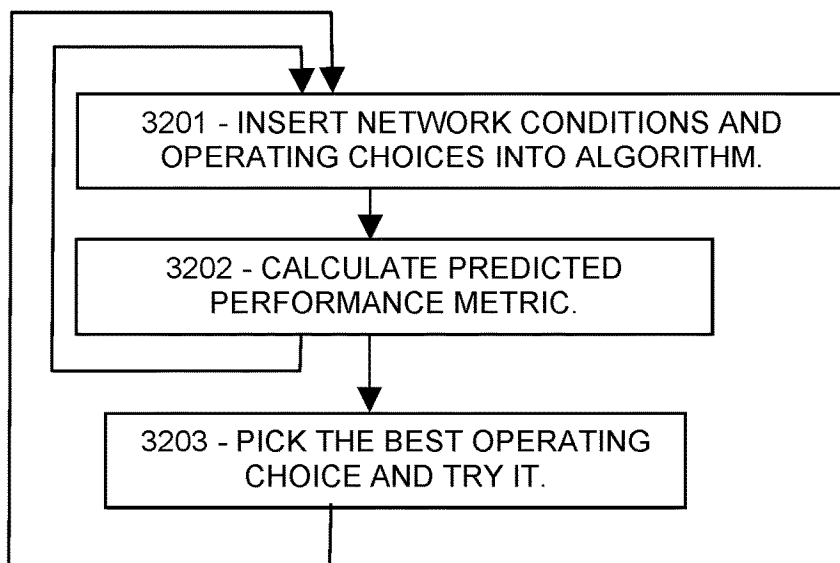 3201 - INSERT NETWORK CONDITIONS AND
OPERATING CHOICES INTO ALGORITHM.
3202 - CALCULATE PREDICTED
PERFORMANCE METRIC.
3203 - PICK THE BEST OPERATING
CHOICE AND TRY IT.